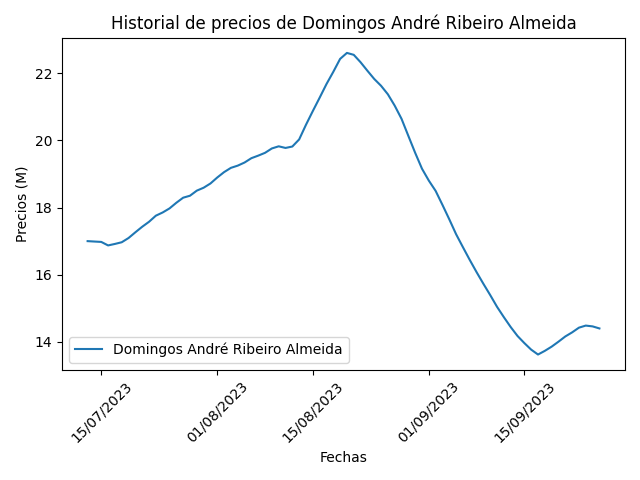 Historial de precios de Domingos André Ribeiro Almeida
Precios (M)
22
20
18
16
14
Domingos André Ribeiro Almeida
15/07/2023
01/08/2023
15/08/2023
01/09/2023
15/09/2023
Fechas